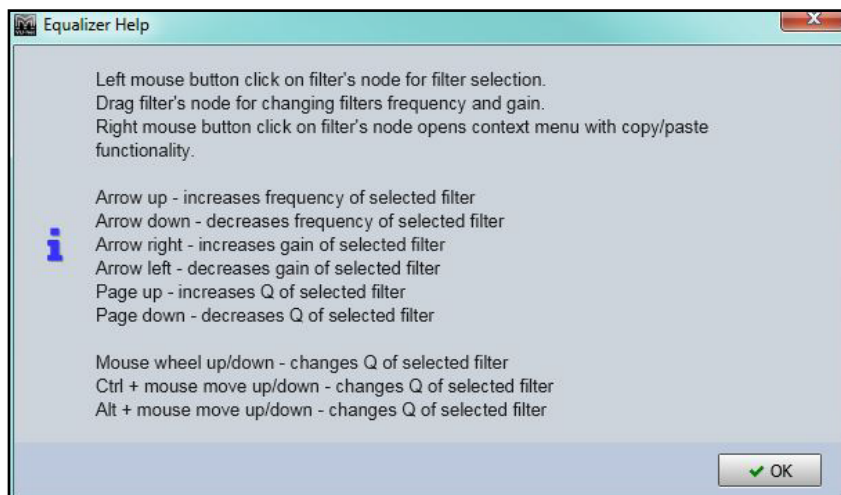 Equalizer Help
Left mouse button click on filter's node for filter selection.
Drag filter's node for changing filters frequency and gain.
Right mouse button click on filter's node opens context menu with copy/paste
functionality.
Arrow up - increases frequency of selected filter
Arrow down - decreases frequency of selected filter
Arrow right - increases gain of selected filter
Arrow left - decreases gain of selected filter
Page up - increases Q of selected filter
Page down - decreases Q of selected filter
Mouse wheel up/down - changes Q of selected filter
Ctrl + mouse move up/down - changes Q of selected filter
Alt + mouse move up/down - changes Q of selected filter
OK